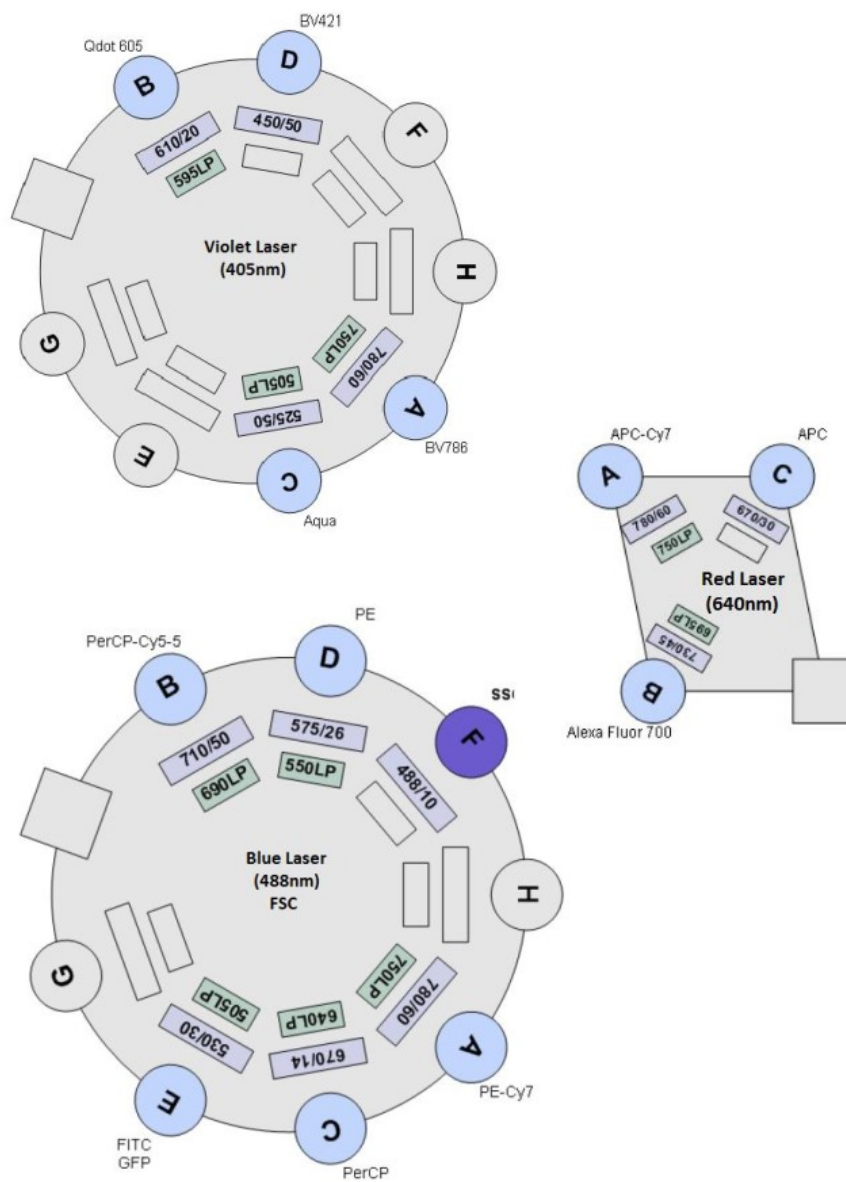 BV421
Qdot 605
D
B
F
450/50
610/20
595LP
Violet Laser
(405nm)
H
G
750LP
780/60
505LP
525/50
A
E
BV786
C
Aqua
APC-Cy7
APC
A
C
780/60
670/30
750LP
Red Laser
(640nm)
695LP
730/45
B
Alexa Fluor 700
PE
PerCP-Cy5-5
D
B
F
575/26
710/50
550LP
690LP
488/10
Blue Laser
(488nm)
FSC
H
G
750LP
505LP
640LP
780/60
530/30
670/14
A
E
PE-Cy7
C
FITC
GFP
PerCP